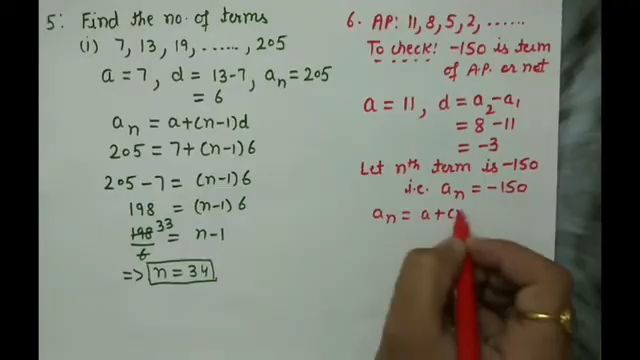 5: Find the no. of terms
(i) 7, 13, 19, ......, 205
a = 7, d = 13-7, an = 205
= 6
an = a+(n-1)d
205 = 7+(n-1)6
205-7 = (n-1)6
198 = (n-1)6
198 33
6 = n-1
=> n = 34
6. AP: 11, 8, 5, 2, ......
To check: -150 is term
of A.P. or not
a = 11, d = a2-a1
= 8-11
= -3
Let nth term is -150
i.e. an = -150
an = a+(